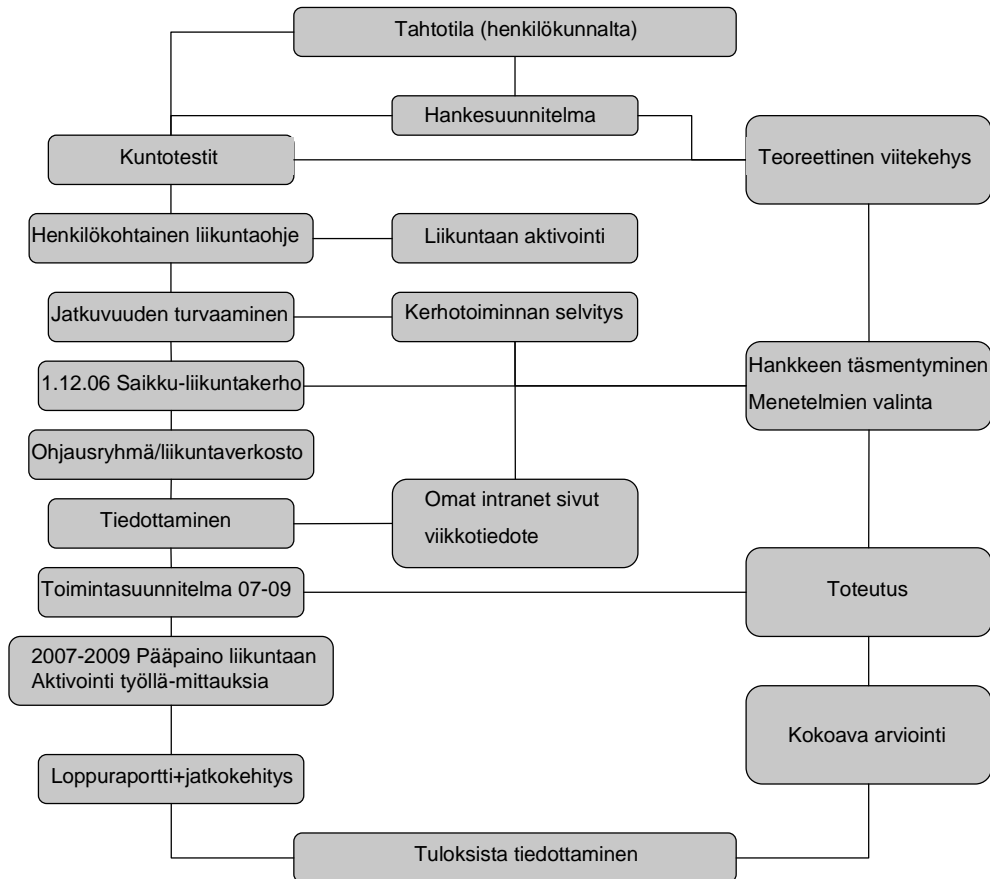 Tahtotila (henkilökunnalta)
Hankesuunnitelma
Kuntotestit
Teoreettinen viitekehys
Henkilökohtainen liikuntaohje
Liikuntaan aktivointi
Jatkuvuuden turvaaminen
Kerhotoiminnan selvitys
1.12.06 Saikku-liikuntakerho
Hankkeen täsmentyminen
Menetelmien valinta
Ohjausryhmä/liikuntaverkosto
Tiedottaminen
Omat intranet sivut
viikkotiedote
Toimintasuunnitelma 07-09
Toteutus
2007-2009 Pääpaino liikuntaan
Aktivointi työllä-mittauksia
Kokoava arviointi
Loppuraportti+jatkokehitys
Tuloksista tiedottaminen